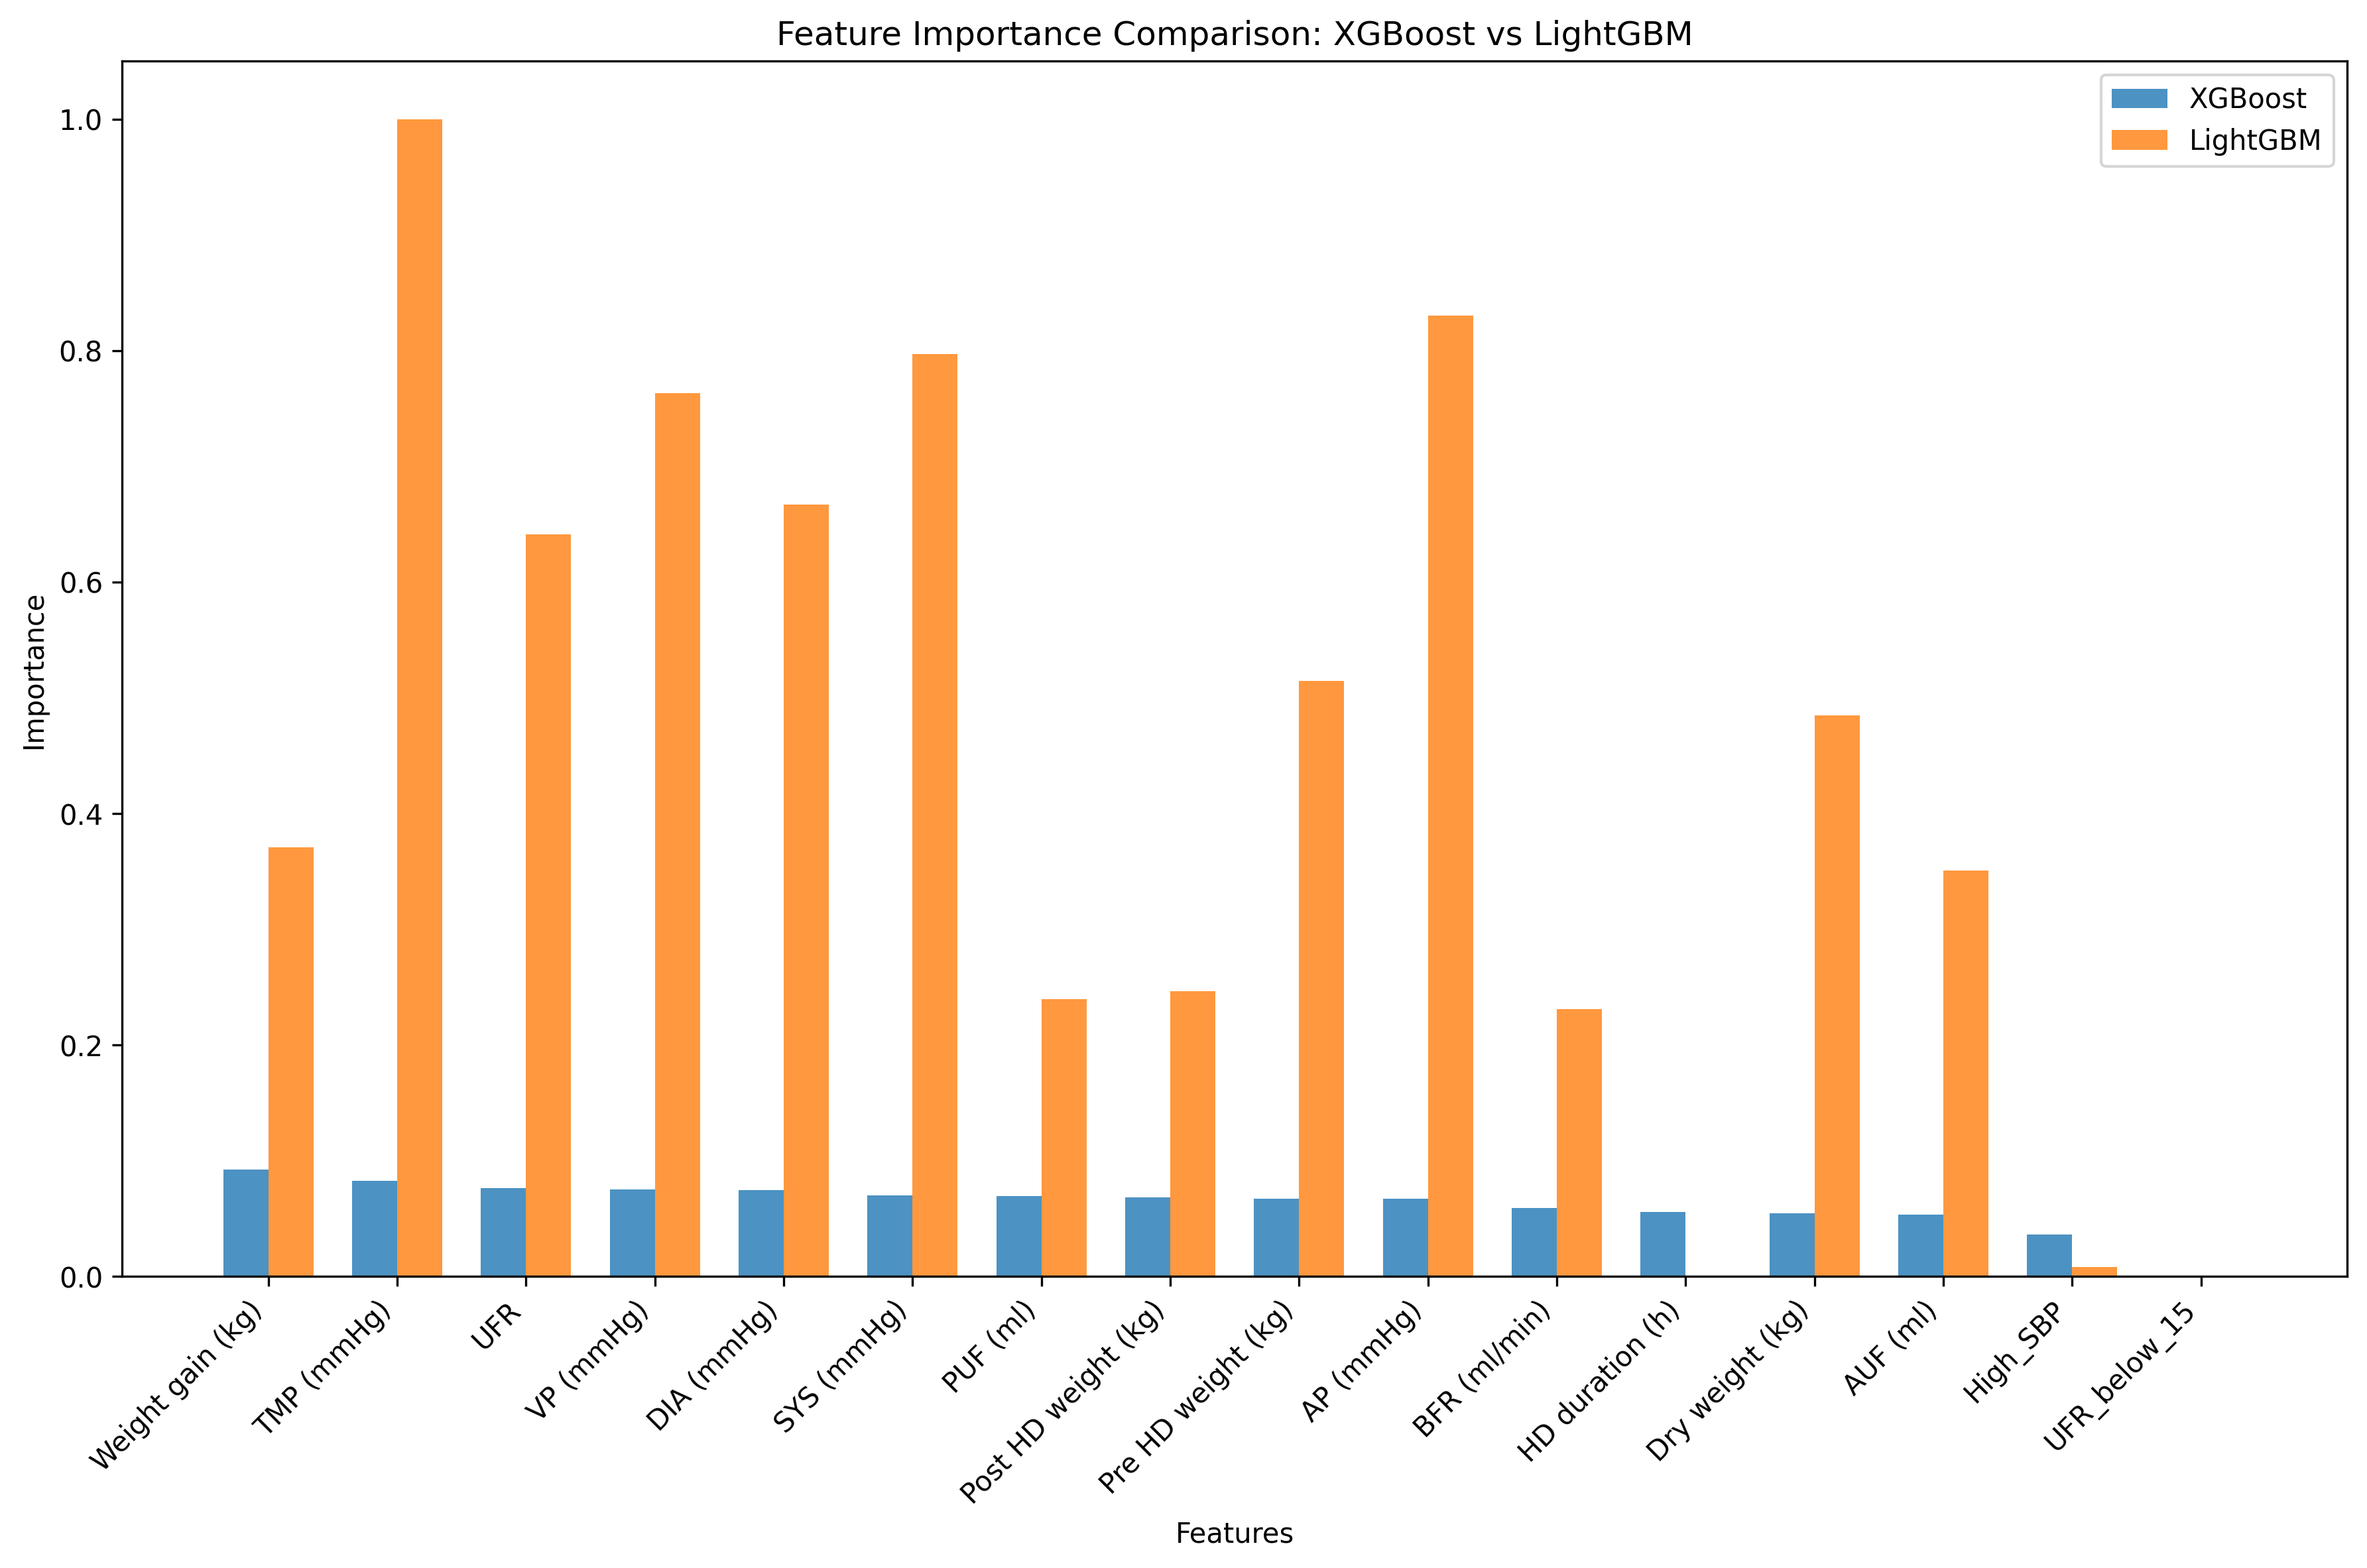 Feature Importance Comparison: XGBoost vs LightGBM
XGBoost
LightGBM
Importance
1.0
0.8
0.6
0.4
0.2
0.0
Weight gain (kg)
TMP (mmHg)
UFR
VP (mmHg)
DIA (mmHg)
SYS (mmHg)
PUF (ml)
Post HD weight (kg)
Pre HD weight (kg)
AP (mmHg)
BFR (ml/min)
HD duration (h)
Dry weight (kg)
AUF (ml)
High_SBP
UFR_below_15
Features